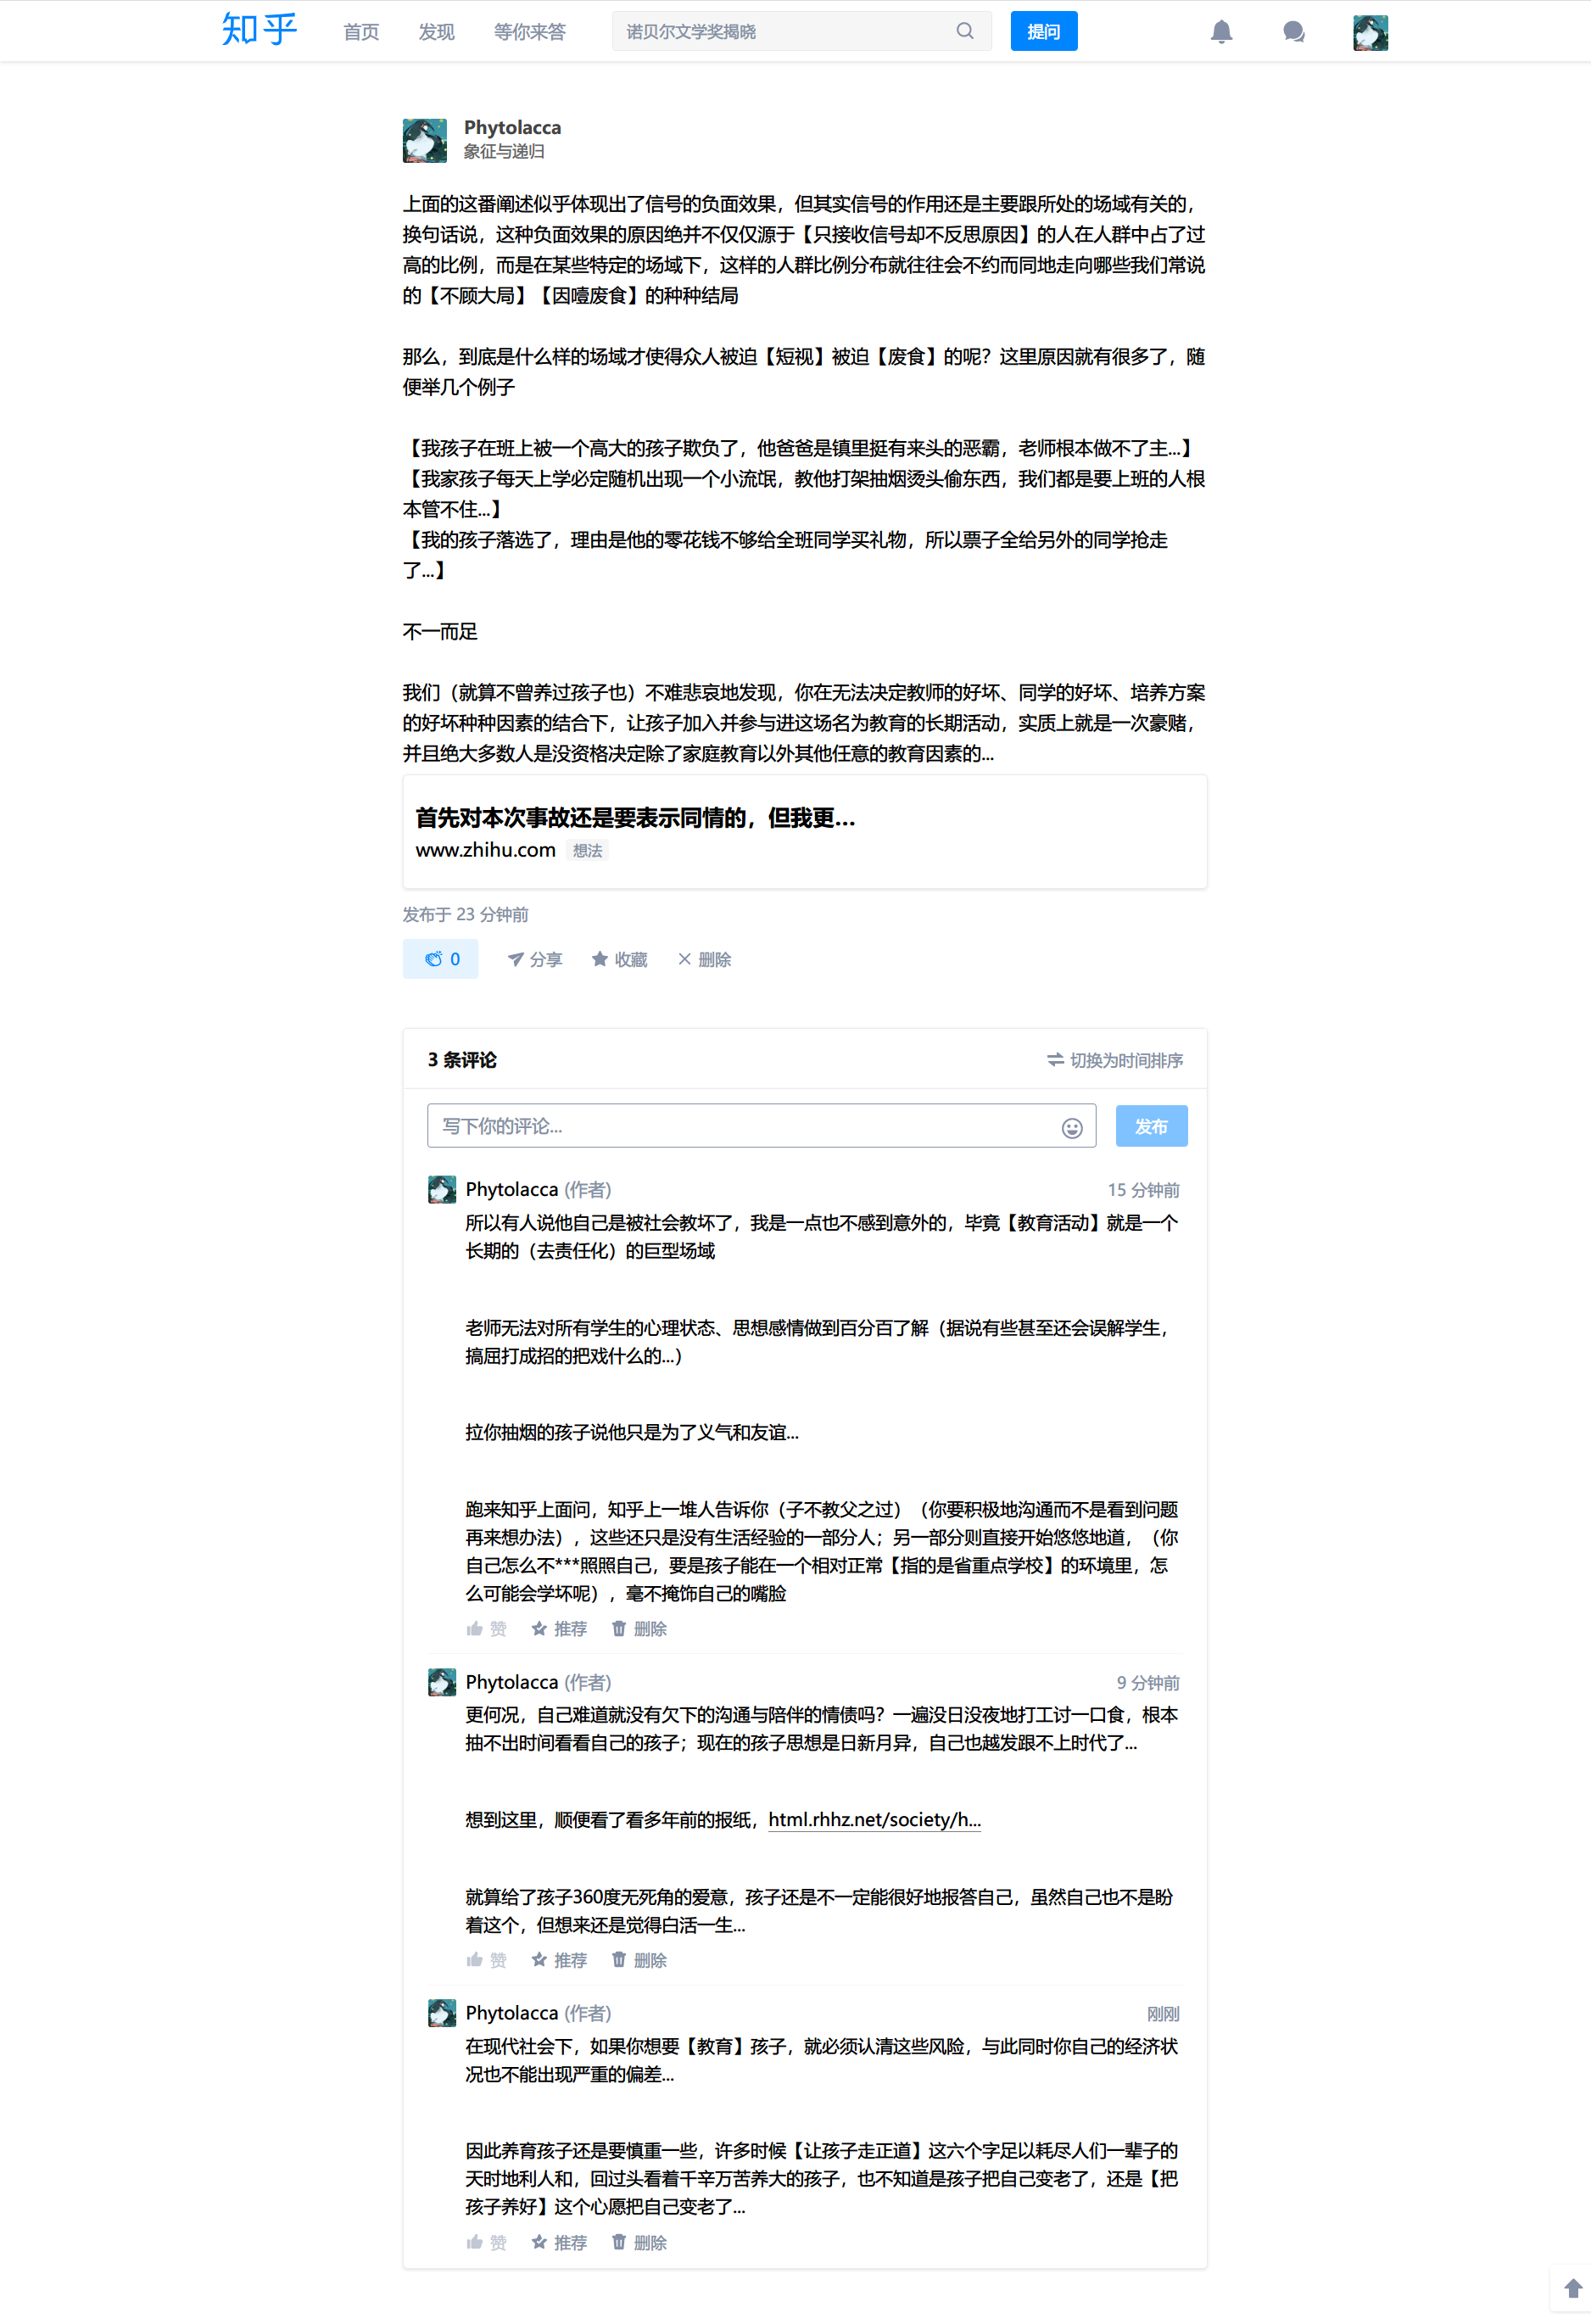 知乎 首页 发现 等你来答 诺贝尔文学奖揭晓 提问
Phytolacca
象征与递归
上面的这番阐述似乎体现出了信号的负面效果，但其实信号的作用还是主要跟所处的场域有关的，
换句话说，这种负面效果的原因绝并不仅仅源于【只接收信号却不反思原因】的人在人群中占了过
高的比例，而是在某些特定的场域下，这样的人群比例分布就往往会不约而同地走向哪些我们常说
的【不顾大局】【因噎废食】的种种结局
那么，到底是什么样的场域才使得众人被迫【短视】被迫【废食】的呢？这里原因就有很多了，随
便举几个例子
【我孩子在班上被一个高大的孩子欺负了，他爸爸是镇里挺有来头的恶霸，老师根本做不了主...】
【我家孩子每天上学必定随机出现一个小流氓，教他打架抽烟烫头偷东西，我们都是要上班的人根
本管不住...】
【我的孩子落选了，理由是他的零花钱不够给全班同学买礼物，所以票子全给另外的同学抢走
了...】
不一而足
我们（就算不曾养过孩子也）不难悲哀地发现，你在无法决定教师的好坏、同学的好坏、培养方案
的好坏种种因素的结合下，让孩子加入并参与进这场名为教育的长期活动，实质上就是一次豪赌，
并且绝大多数人是没资格决定除了家庭教育以外其他任意的教育因素的...
首先对本次事故还是要表示同情的，但我更...
www.zhihu.com 想法
发布于 23 分钟前
0 分享 收藏 删除
3 条评论 切换为时间排序
写下你的评论... 发布
Phytolacca (作者) 15 分钟前
所以有人说他自己是被社会教坏了，我是一点也不感到意外的，毕竟【教育活动】就是一个
长期的（去责任化）的巨型场域
老师无法对所有学生的心理状态、思想感情做到百分百了解（据说有些甚至还会误解学生，
搞屈打成招的把戏什么的...）
拉你抽烟的孩子说他只是为了义气和友谊...
跑来知乎上面问，知乎上一堆人告诉你（子不教父之过）（你要积极地沟通而不是看到问题
再来想办法），这些还只是没有生活经验的一部分人；另一部分则直接开始悠悠地道，（你
自己怎么不***照照自己，要是孩子能在一个相对正常【指的是省重点学校】的环境里，怎
么可能会学坏呢），毫不掩饰自己的嘴脸
赞 推荐 删除
Phytolacca (作者) 9 分钟前
更何况，自己难道就没有欠下的沟通与陪伴的情债吗？一遍没日没夜地打工讨一口食，根本
抽不出时间看看自己的孩子；现在的孩子思想是日新月异，自己也越发跟不上时代了...
想到这里，顺便看了看多年前的报纸，html.rhhz.net/society/h...
就算给了孩子360度无死角的爱意，孩子还是不一定能很好地报答自己，虽然自己也不是盼
着这个，但想来还是觉得白活一生...
赞 推荐 删除
Phytolacca (作者) 刚刚
在现代社会下，如果你想要【教育】孩子，就必须认清这些风险，与此同时你自己的经济状
况也不能出现严重的偏差...
因此养育孩子还是要慎重一些，许多时候【让孩子走正道】这六个字足以耗尽人们一辈子的
天时地利人和，回过头看着千辛万苦养大的孩子，也不知道是孩子把自己变老了，还是【把
孩子养好】这个心愿把自己变老了...
赞 推荐 删除